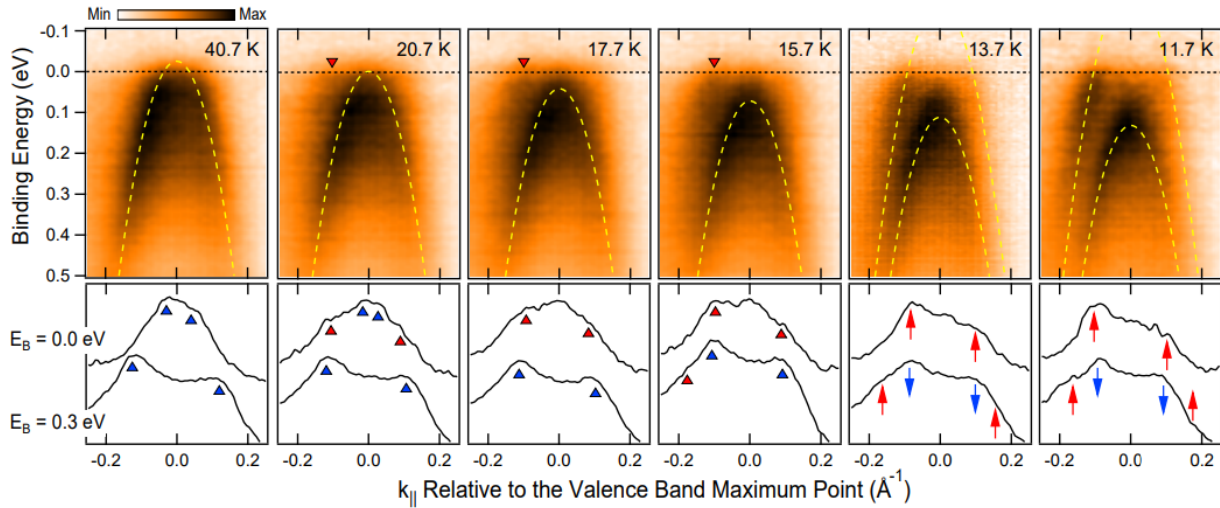 Min Max
40.7 K 20.7 K 17.7 K 15.7 K 13.7 K 11.7 K
Binding Energy (eV)
-0.1
0.0
0.1
0.2
0.3
0.4
0.5
E_B = 0.0 eV
E_B = 0.3 eV
-0.2 0.0 0.2 -0.2 0.0 0.2 -0.2 0.0 0.2 -0.2 0.0 0.2 -0.2 0.0 0.2 -0.2 0.0 0.2
k_|| Relative to the Valence Band Maximum Point (Å⁻¹)